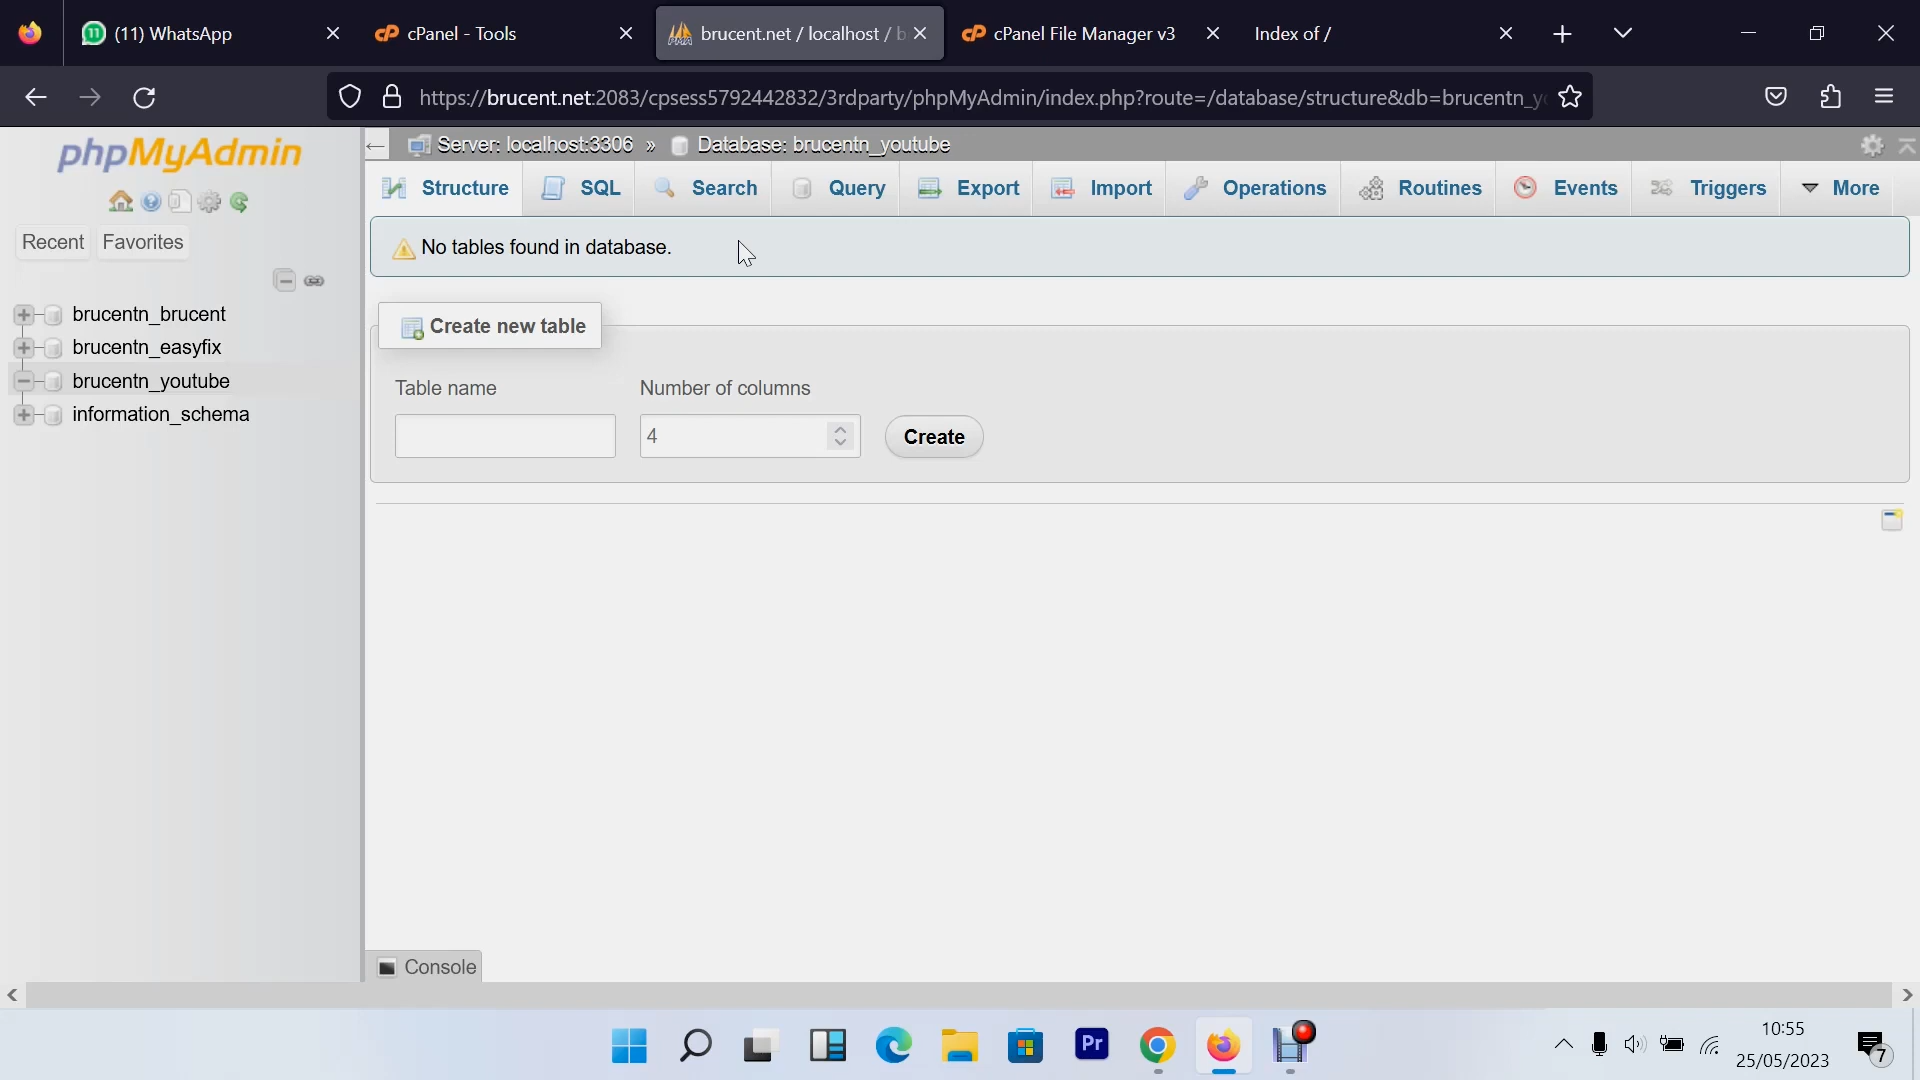 (11) WhatsApp
cPanel - Tools
brucent.net / localhost / b
cPanel File Manager v3
Index of /
https://brucent.net:2083/cpsess5792442832/3rdparty/phpMyAdmin/index.php?route=/database/structure&db=brucentn_yo
phpMyAdmin
Recent
Favorites
brucentn_brucent
brucentn_easyfix
brucentn_youtube
information_schema
Server: localhost:3306 » Database: brucentn_youtube
Structure
SQL
Search
Query
Export
Import
Operations
Routines
Events
Triggers
More
No tables found in database.
Create new table
Table name
Number of columns
4
Create
Console
Pr
10:55
25/05/2023
7